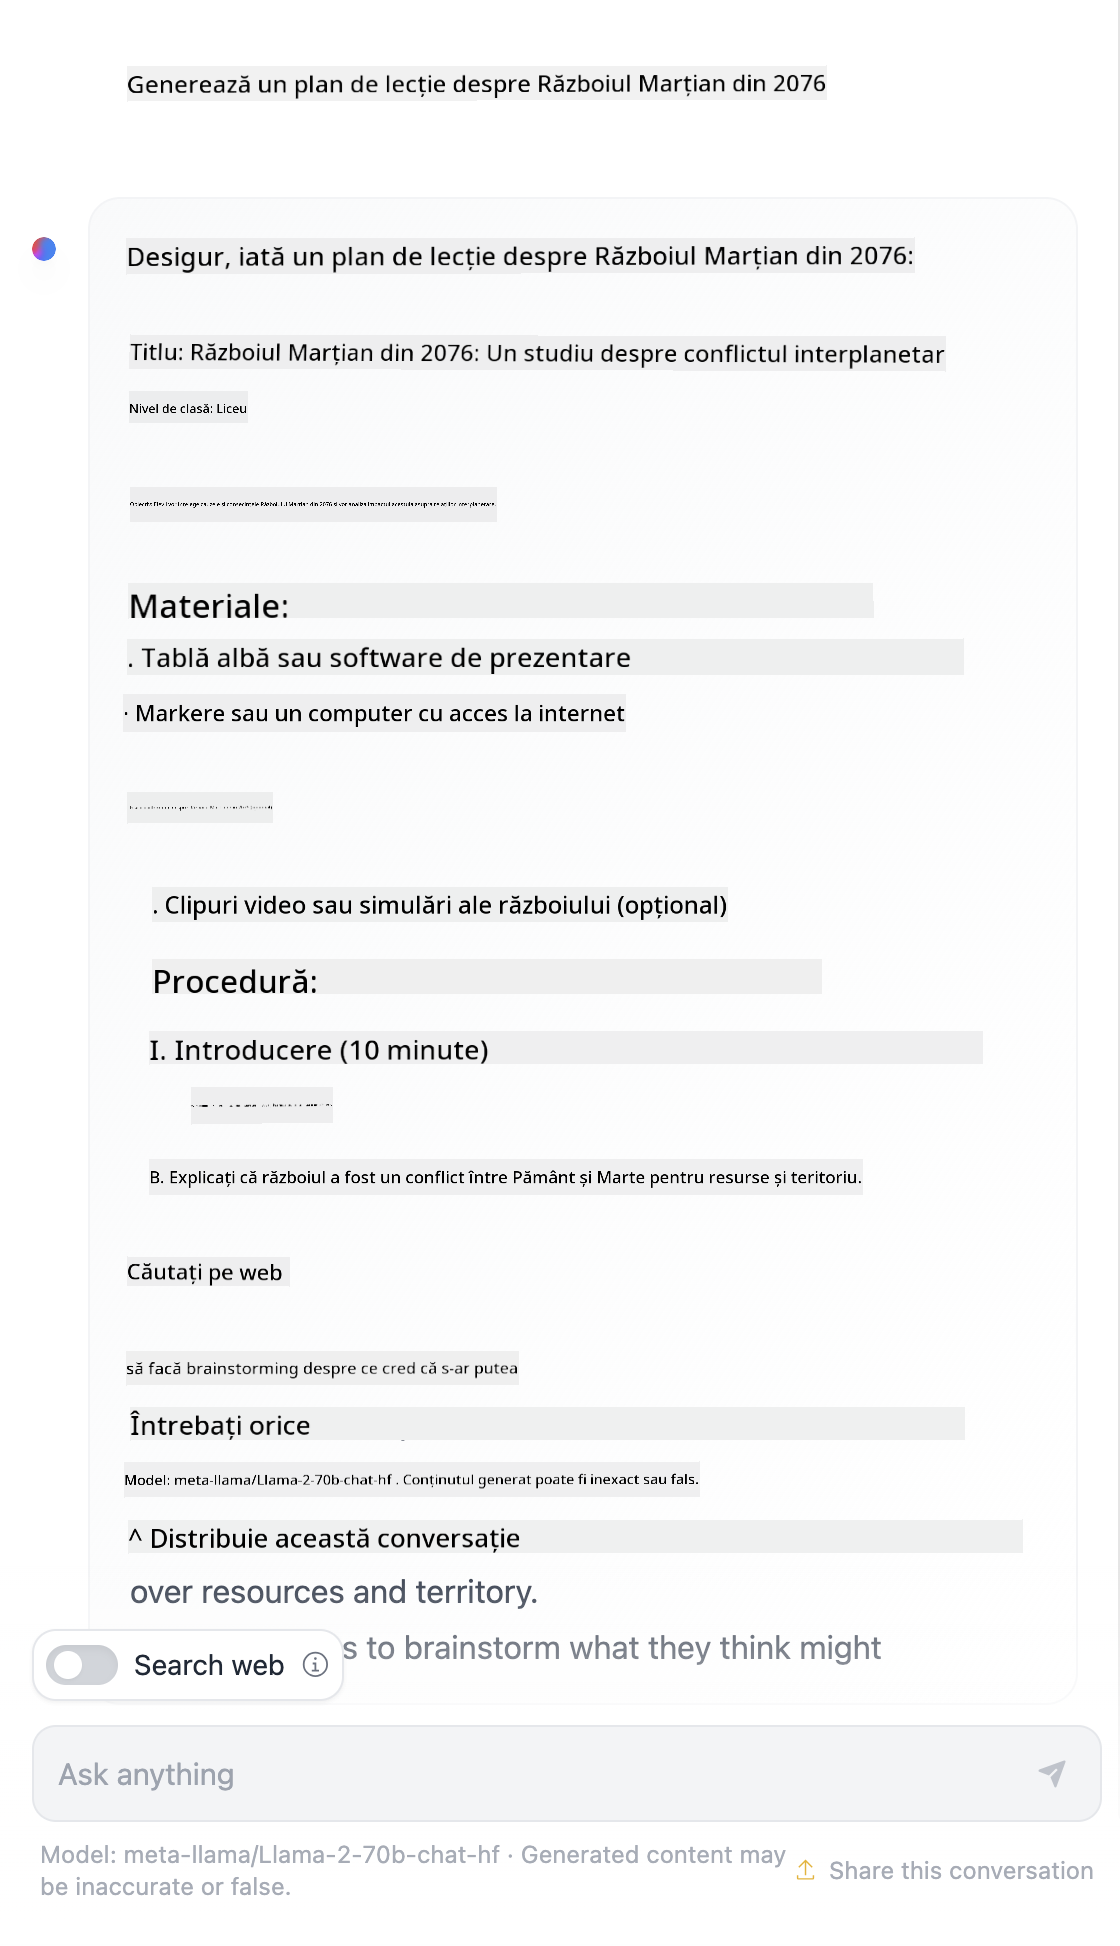 Generează un plan de lecție despre Războiul Marțian din 2076
Desigur, iată un plan de lecție despre Războiul Marțian din 2076:
Titlu: Războiul Marțian din 2076: Un studiu despre conflictul interplanetar
Nivel de clasă: Liceu
Materiale:
. Tablă albă sau software de prezentare
· Markere sau un computer cu acces la internet
. Clipuri video sau simulări ale războiului (opțional)
Procedură:
I. Introducere (10 minute)
B. Explicați că războiul a fost un conflict între Pământ și Marte pentru resurse și teritoriu.
Căutați pe web
să facă brainstorming despre ce cred că s-ar putea
Întrebați orice
Model: meta-llama/Llama-2-70b-chat-hf . Conținutul generat poate fi inexact sau fals.
^ Distribuie această conversație
over resources and territory.
s to brainstorm what they think might
Search web
Ask anything
Model: meta-llama/Llama-2-70b-chat-hf · Generated content may
be inaccurate or false.
Share this conversation